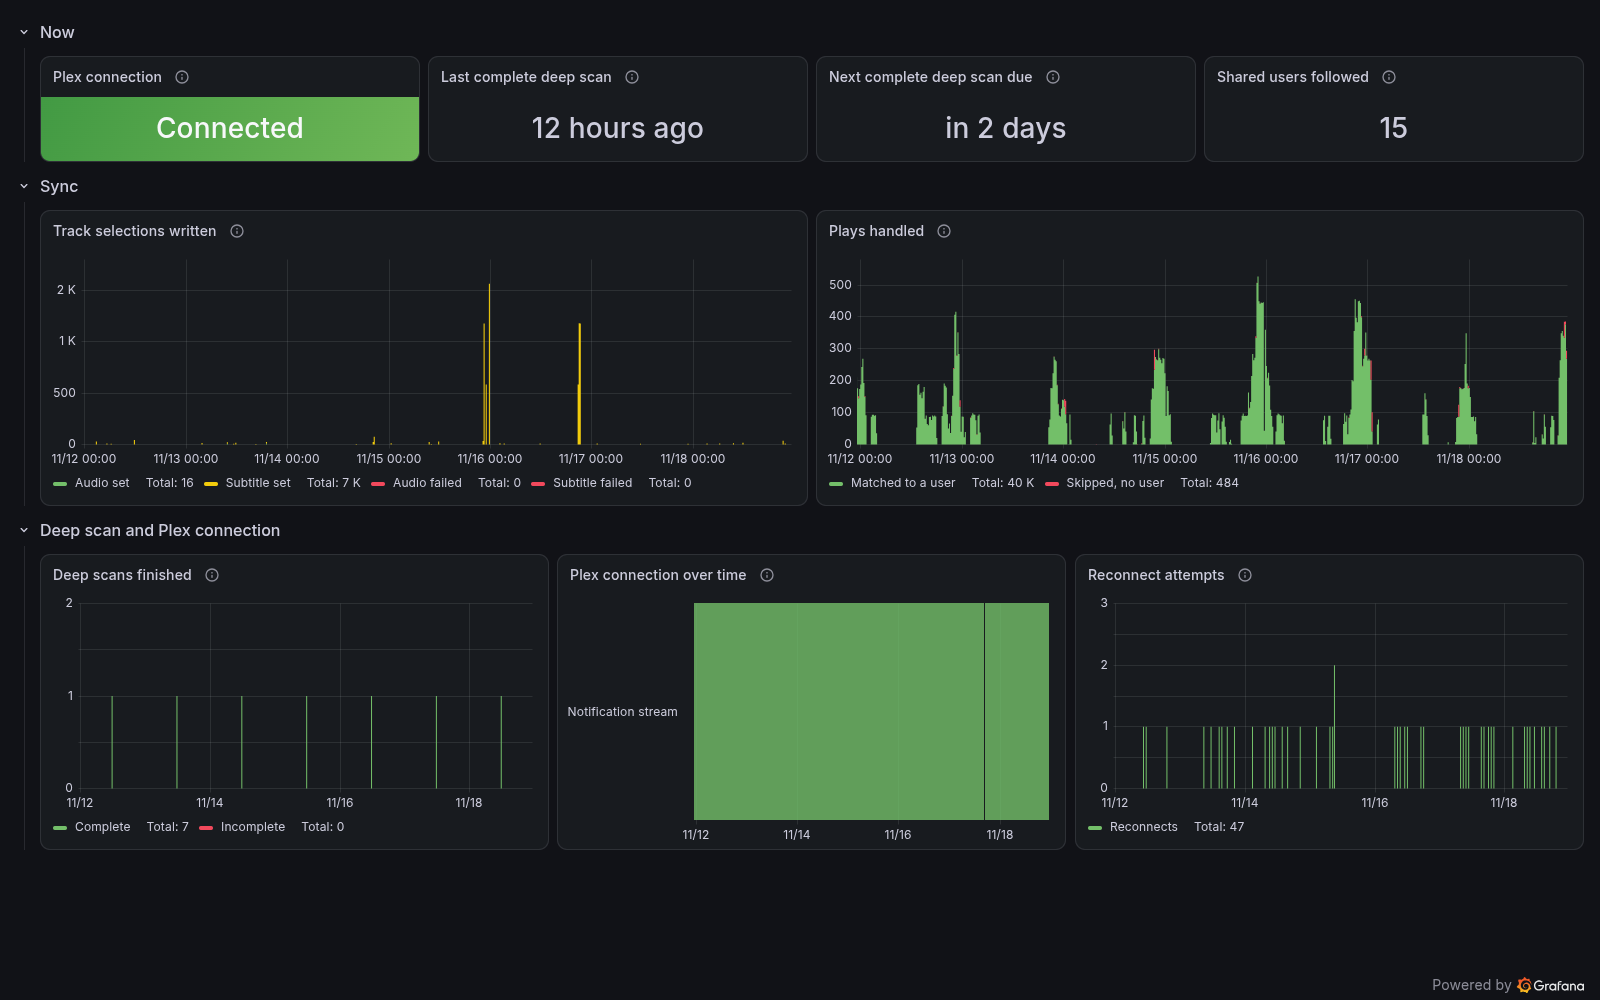 Now
Plex connection
Last complete deep scan
Next complete deep scan due
Shared users followed
Connected
12 hours ago
in 2 days
15
Sync
Track selections written
2 K
1 K
500
0
11/12 00:00 11/13 00:00 11/14 00:00 11/15 00:00 11/16 00:00 11/17 00:00 11/18 00:00
Audio set Total: 16 Subtitle set Total: 7 K Audio failed Total: 0 Subtitle failed Total: 0
Plays handled
500
400
300
200
100
0
11/12 00:00 11/13 00:00 11/14 00:00 11/15 00:00 11/16 00:00 11/17 00:00 11/18 00:00
Matched to a user Total: 40 K Skipped, no user Total: 484
Deep scan and Plex connection
Deep scans finished
2
1
0
11/12 11/14 11/16 11/18
Complete Total: 7 Incomplete Total: 0
Plex connection over time
Notification stream
11/12 11/14 11/16 11/18
Reconnect attempts
3
2
1
0
11/12 11/14 11/16 11/18
Reconnects Total: 47
Powered by Grafana